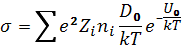 σ = ∑ e²Zᵢnᵢ D₀/kT e^(-U₀/kT)